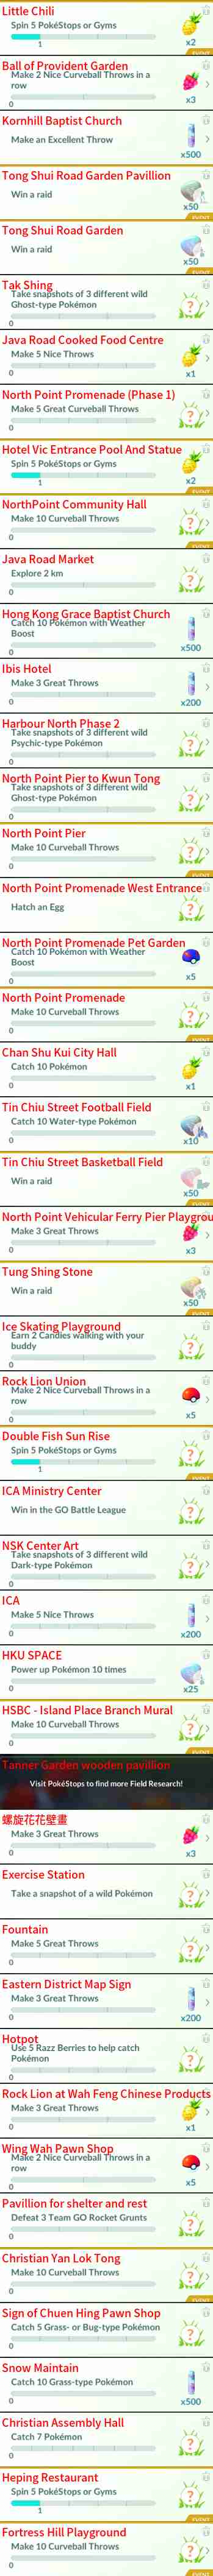 Little Chili
Spin 5 PokéStops or Gyms
1
x2
EVENT
Ball of Provident Garden
Make 2 Nice Curveball Throws in a
row
0
x3
Kornhill Baptist Church
Make an Excellent Throw
x500
Tong Shui Road Garden Pavillion
Win a raid
x50
EVENT
Tong Shui Road Garden
Win a raid
x50
EVENT
Tak Shing
Take snapshots of 3 different wild
Ghost-type Pokémon
?
0
Java Road Cooked Food Centre
Make 5 Nice Throws
0
x1
North Point Promenade (Phase 1)
Make 5 Great Curveball Throws
?
0
Hotel Vic Entrance Pool And Statue
Spin 5 PokéStops or Gyms
1
x2
EVENT
NorthPoint Community Hall
Make 10 Curveball Throws
?
0
EVENT
Java Road Market
Explore 2 km
?
0
Hong Kong Grace Baptist Church
Catch 10 Pokémon with Weather
Boost
0
x500
Ibis Hotel
Make 3 Great Throws
0
x200
Harbour North Phase 2
Take snapshots of 3 different wild
Psychic-type Pokémon
?
0
North Point Pier to Kwun Tong
Take snapshots of 3 different wild
Ghost-type Pokémon
?
0
North Point Pier
Make 10 Curveball Throws
?
0
EVENT
North Point Promenade West Entrance
Hatch an Egg
?
North Point Promenade Pet Garden
Catch 10 Pokémon with Weather
Boost
0
x5
North Point Promenade
Make 10 Curveball Throws
?
0
EVENT
Chan Shu Kui City Hall
Catch 10 Pokémon
0
x1
Tin Chiu Street Football Field
Catch 10 Water-type Pokémon
0
x10
Tin Chiu Street Basketball Field
Win a raid
x50
EVENT
North Point Vehicular Ferry Pier Playgrou
Make 3 Great Throws
0
x3
Tung Shing Stone
Win a raid
x50
EVENT
Ice Skating Playground
Earn 2 Candies walking with your
buddy
?
0
Rock Lion Union
Make 2 Nice Curveball Throws in a
row
0
x5
Double Fish Sun Rise
Spin 5 PokéStops or Gyms
?
1
EVENT
ICA Ministry Center
Win in the GO Battle League
?
NSK Center Art
Take snapshots of 3 different wild
Dark-type Pokémon
?
0
ICA
Make 5 Nice Throws
0
x200
HKU SPACE
Power up Pokémon 10 times
0
x25
HSBC - Island Place Branch Mural
Make 10 Curveball Throws
?
0
EVENT
Tanner Garden wooden pavillion
Visit PokéStops to find more Field Research!
螺旋花花壁畫
Make 3 Great Throws
0
x3
Exercise Station
Take a snapshot of a wild Pokémon
?
Fountain
Make 5 Great Throws
?
0
Eastern District Map Sign
Make 3 Great Throws
0
x200
Hotpot
Use 5 Razz Berries to help catch
Pokémon
?
0
Rock Lion at Wah Feng Chinese Products
Make 3 Great Throws
0
x1
Wing Wah Pawn Shop
Make 2 Nice Curveball Throws in a
row
0
x5
Pavillion for shelter and rest
Defeat 3 Team GO Rocket Grunts
?
0
Christian Yan Lok Tong
Make 10 Curveball Throws
?
0
EVENT
Sign of Chuen Hing Pawn Shop
Catch 5 Grass- or Bug-type Pokémon
?
0
Snow Maintain
Catch 10 Grass-type Pokémon
0
x500
Christian Assembly Hall
Catch 7 Pokémon
?
0
Heping Restaurant
Spin 5 PokéStops or Gyms
?
1
EVENT
Fortress Hill Playground
Make 10 Curveball Throws
?
0
EVENT